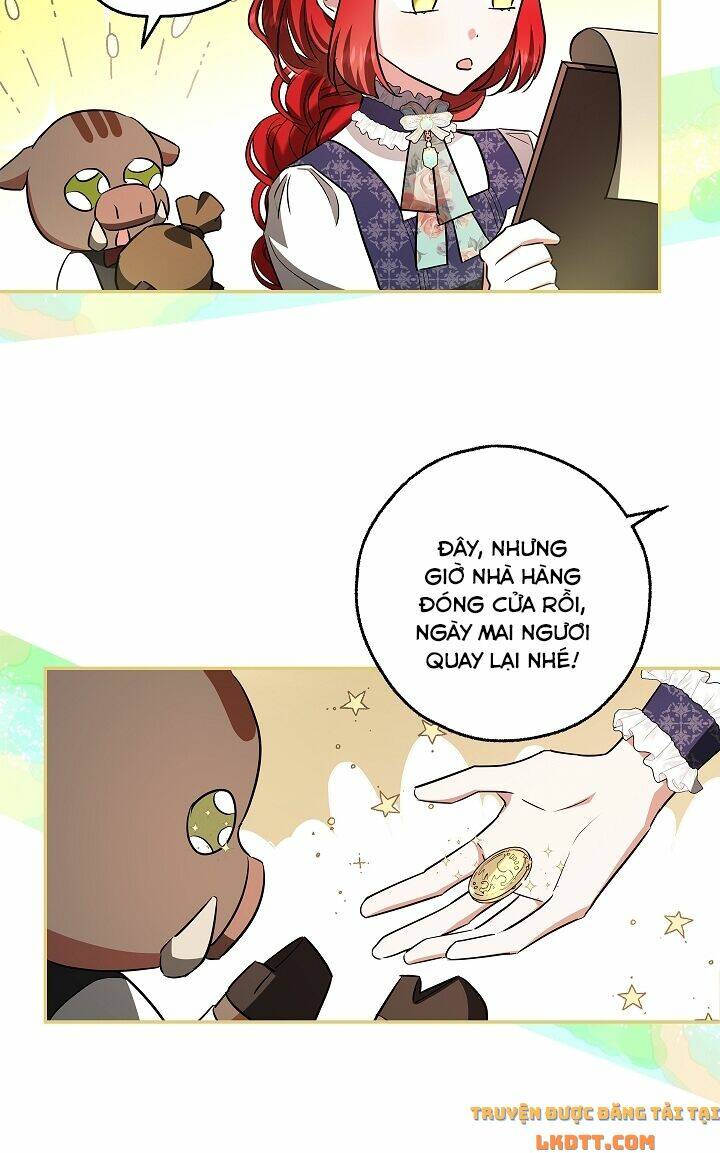 ĐÂY, NHƯNG
GIỜ NHÀ HÀNG
ĐÓNG CỬA RỒI,
NGÀY MAI NGƯƠI
QUAY LẠI NHÉ!
TRUYỆN ĐƯỢC ĐĂNG TẢI TẠI
LKDTT.COM